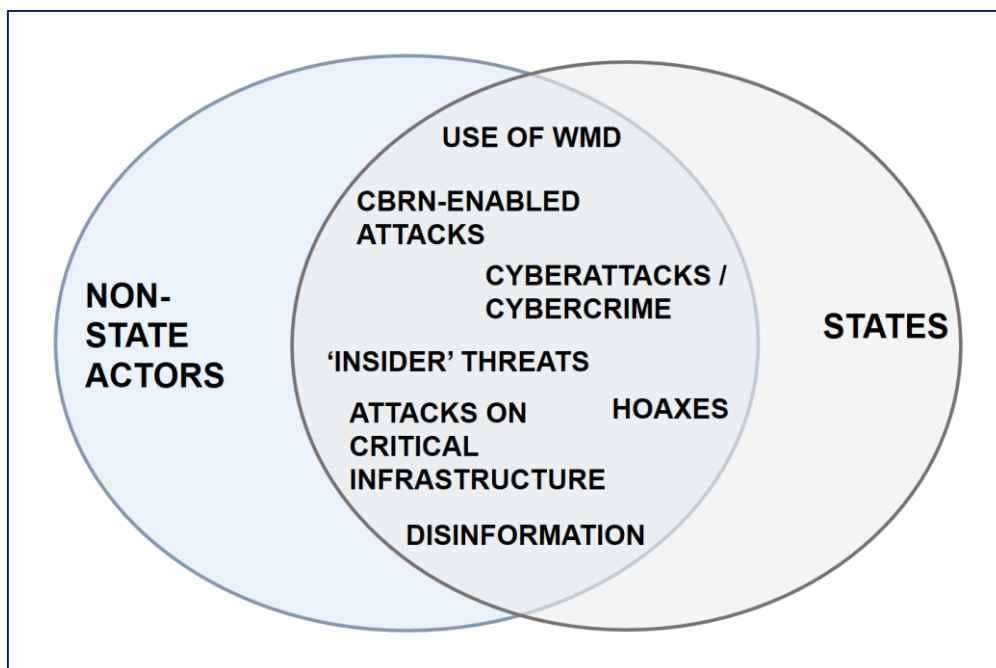 USE OF WMD
CBRN-ENABLED
ATTACKS
CYBERATTACKS /
CYBERCRIME
NON-
STATE
ACTORS
STATES
‘INSIDER’ THREATS
ATTACKS ON
CRITICAL
INFRASTRUCTURE
HOAXES
DISINFORMATION